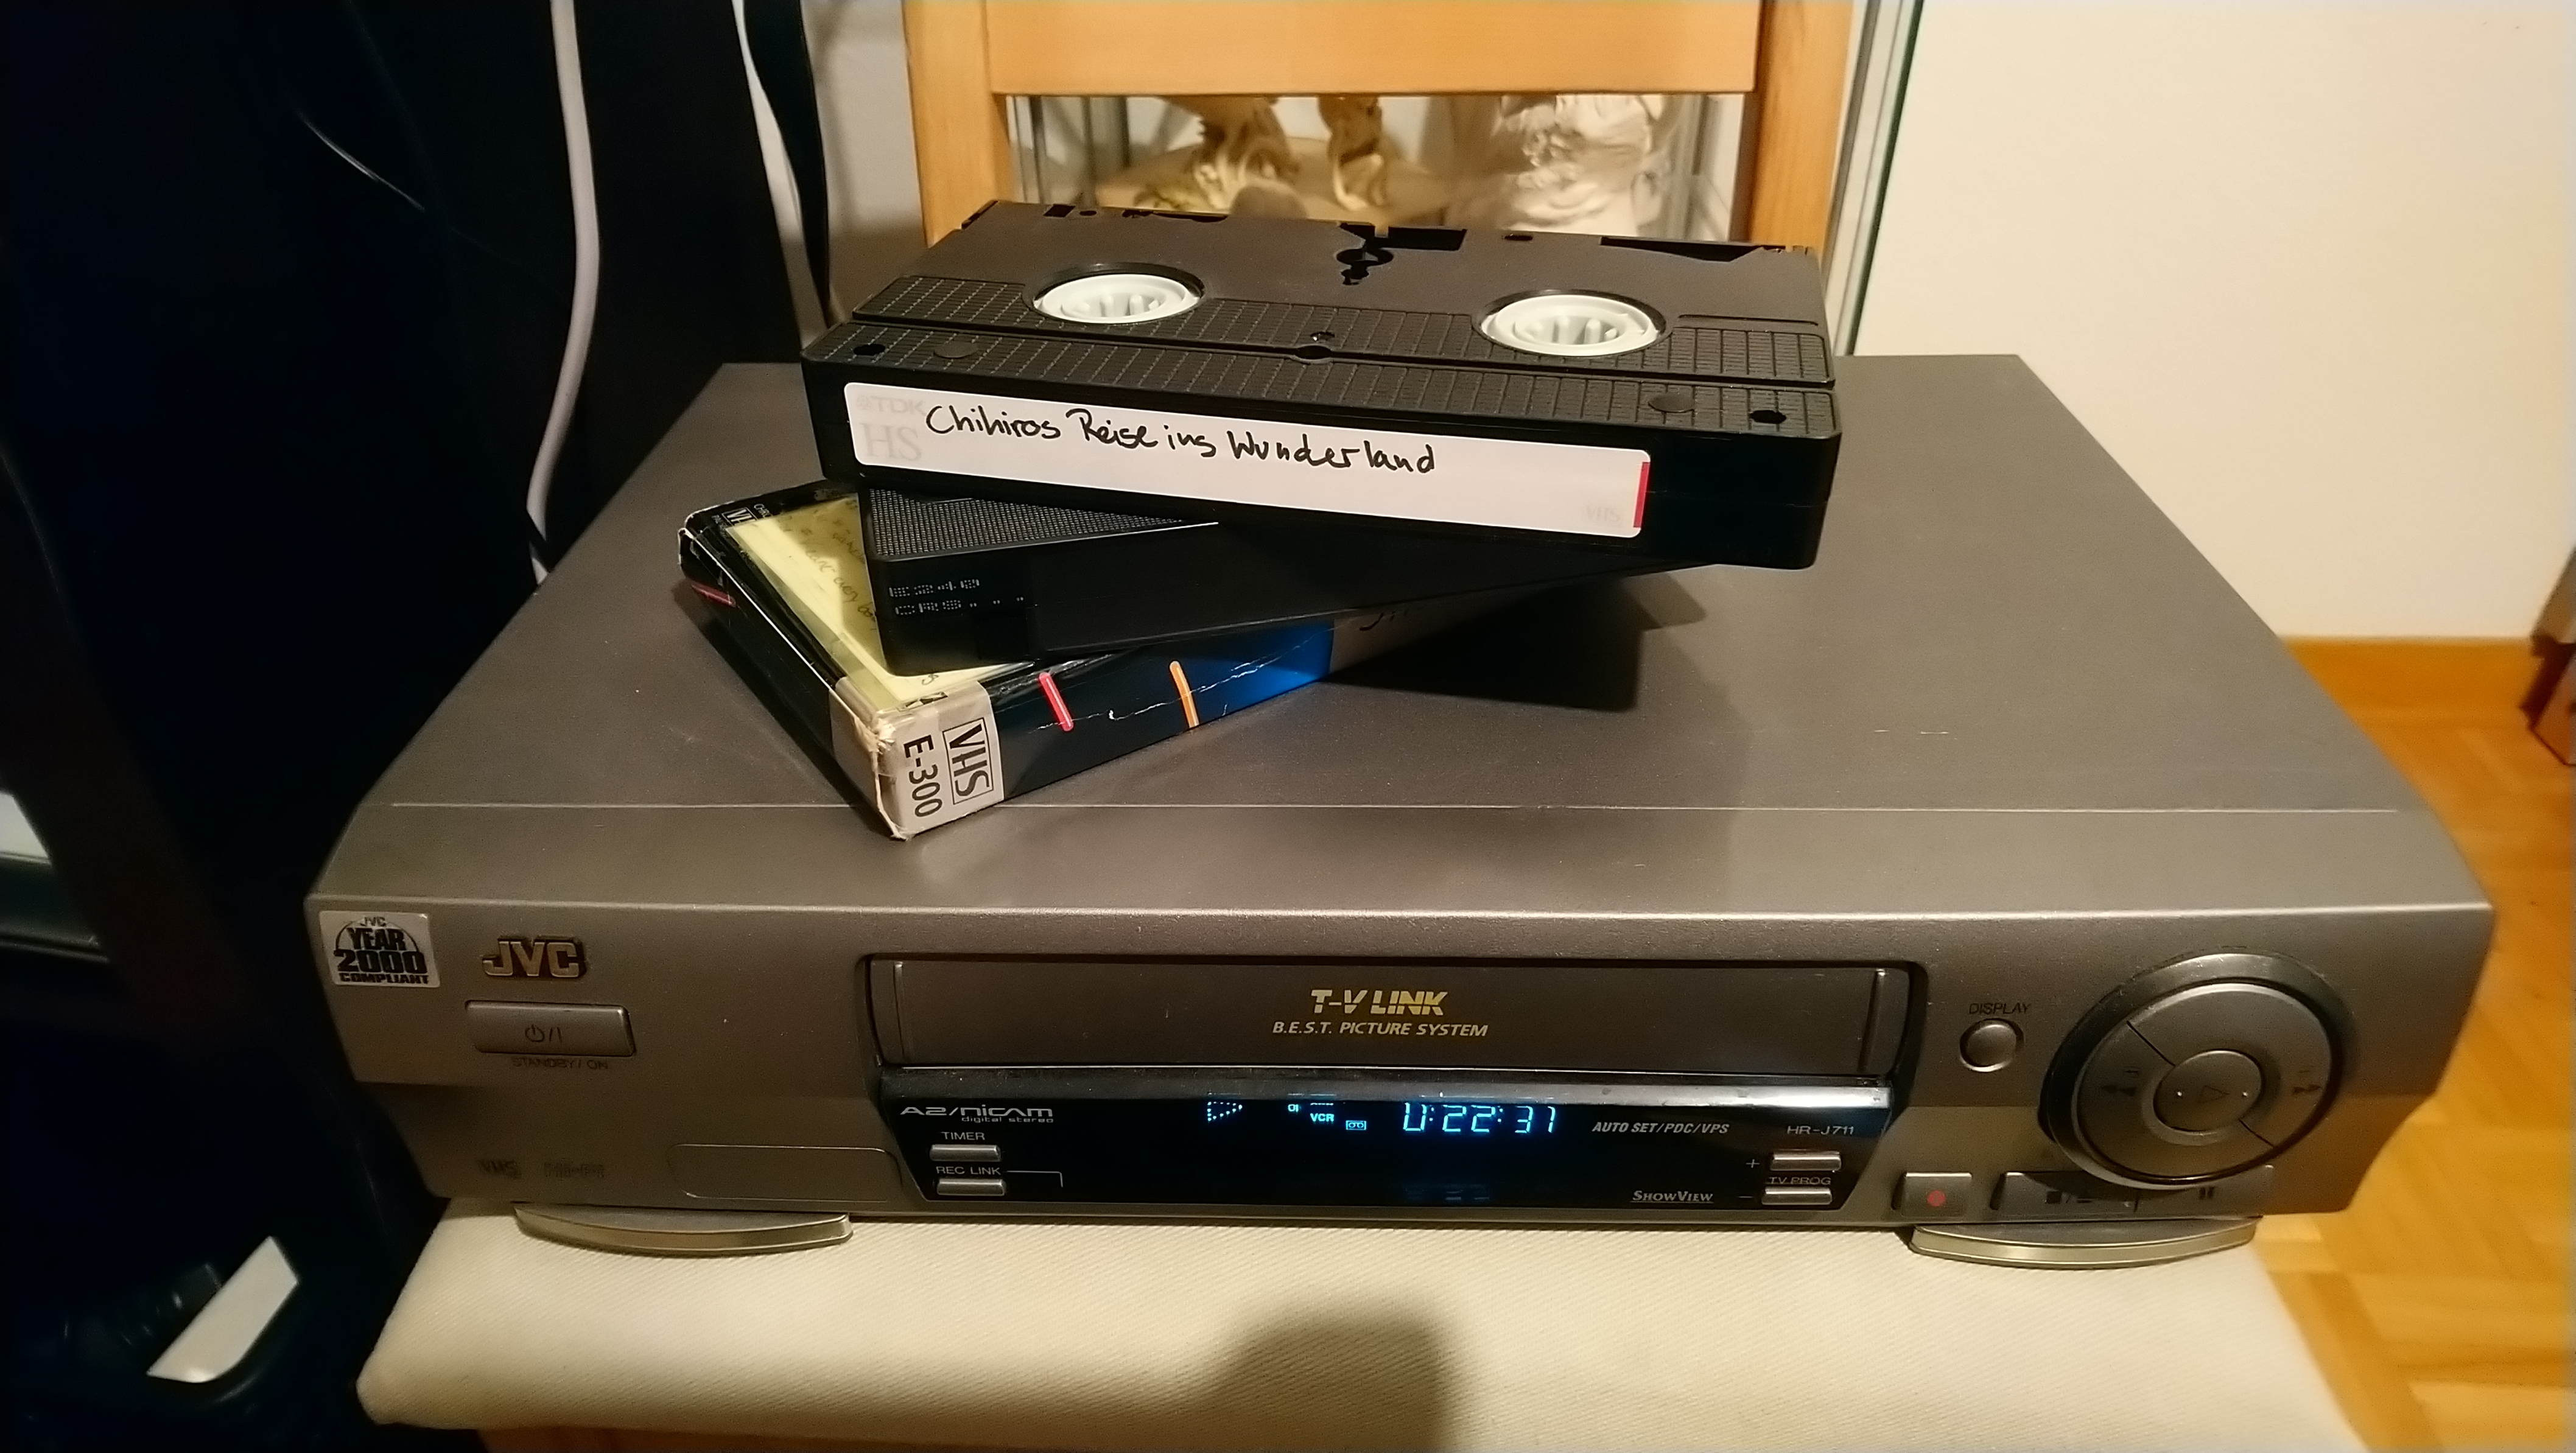 TDK
HS
Chihiros Reise ins Wunderland
VHS
E-300
VHS
JVC
YEAR
2000
COMPLIANT
JVC
STANDBY / ON
T-V LINK
B.E.S.T. PICTURE SYSTEM
DISPLAY
A2/nicam
digital stereo
VCR
0:22:31
AUTO SET/PDC/VPS
HR-J711
TIMER
REC LINK
+
TV PROG
-
SHOWVIEW
VHS